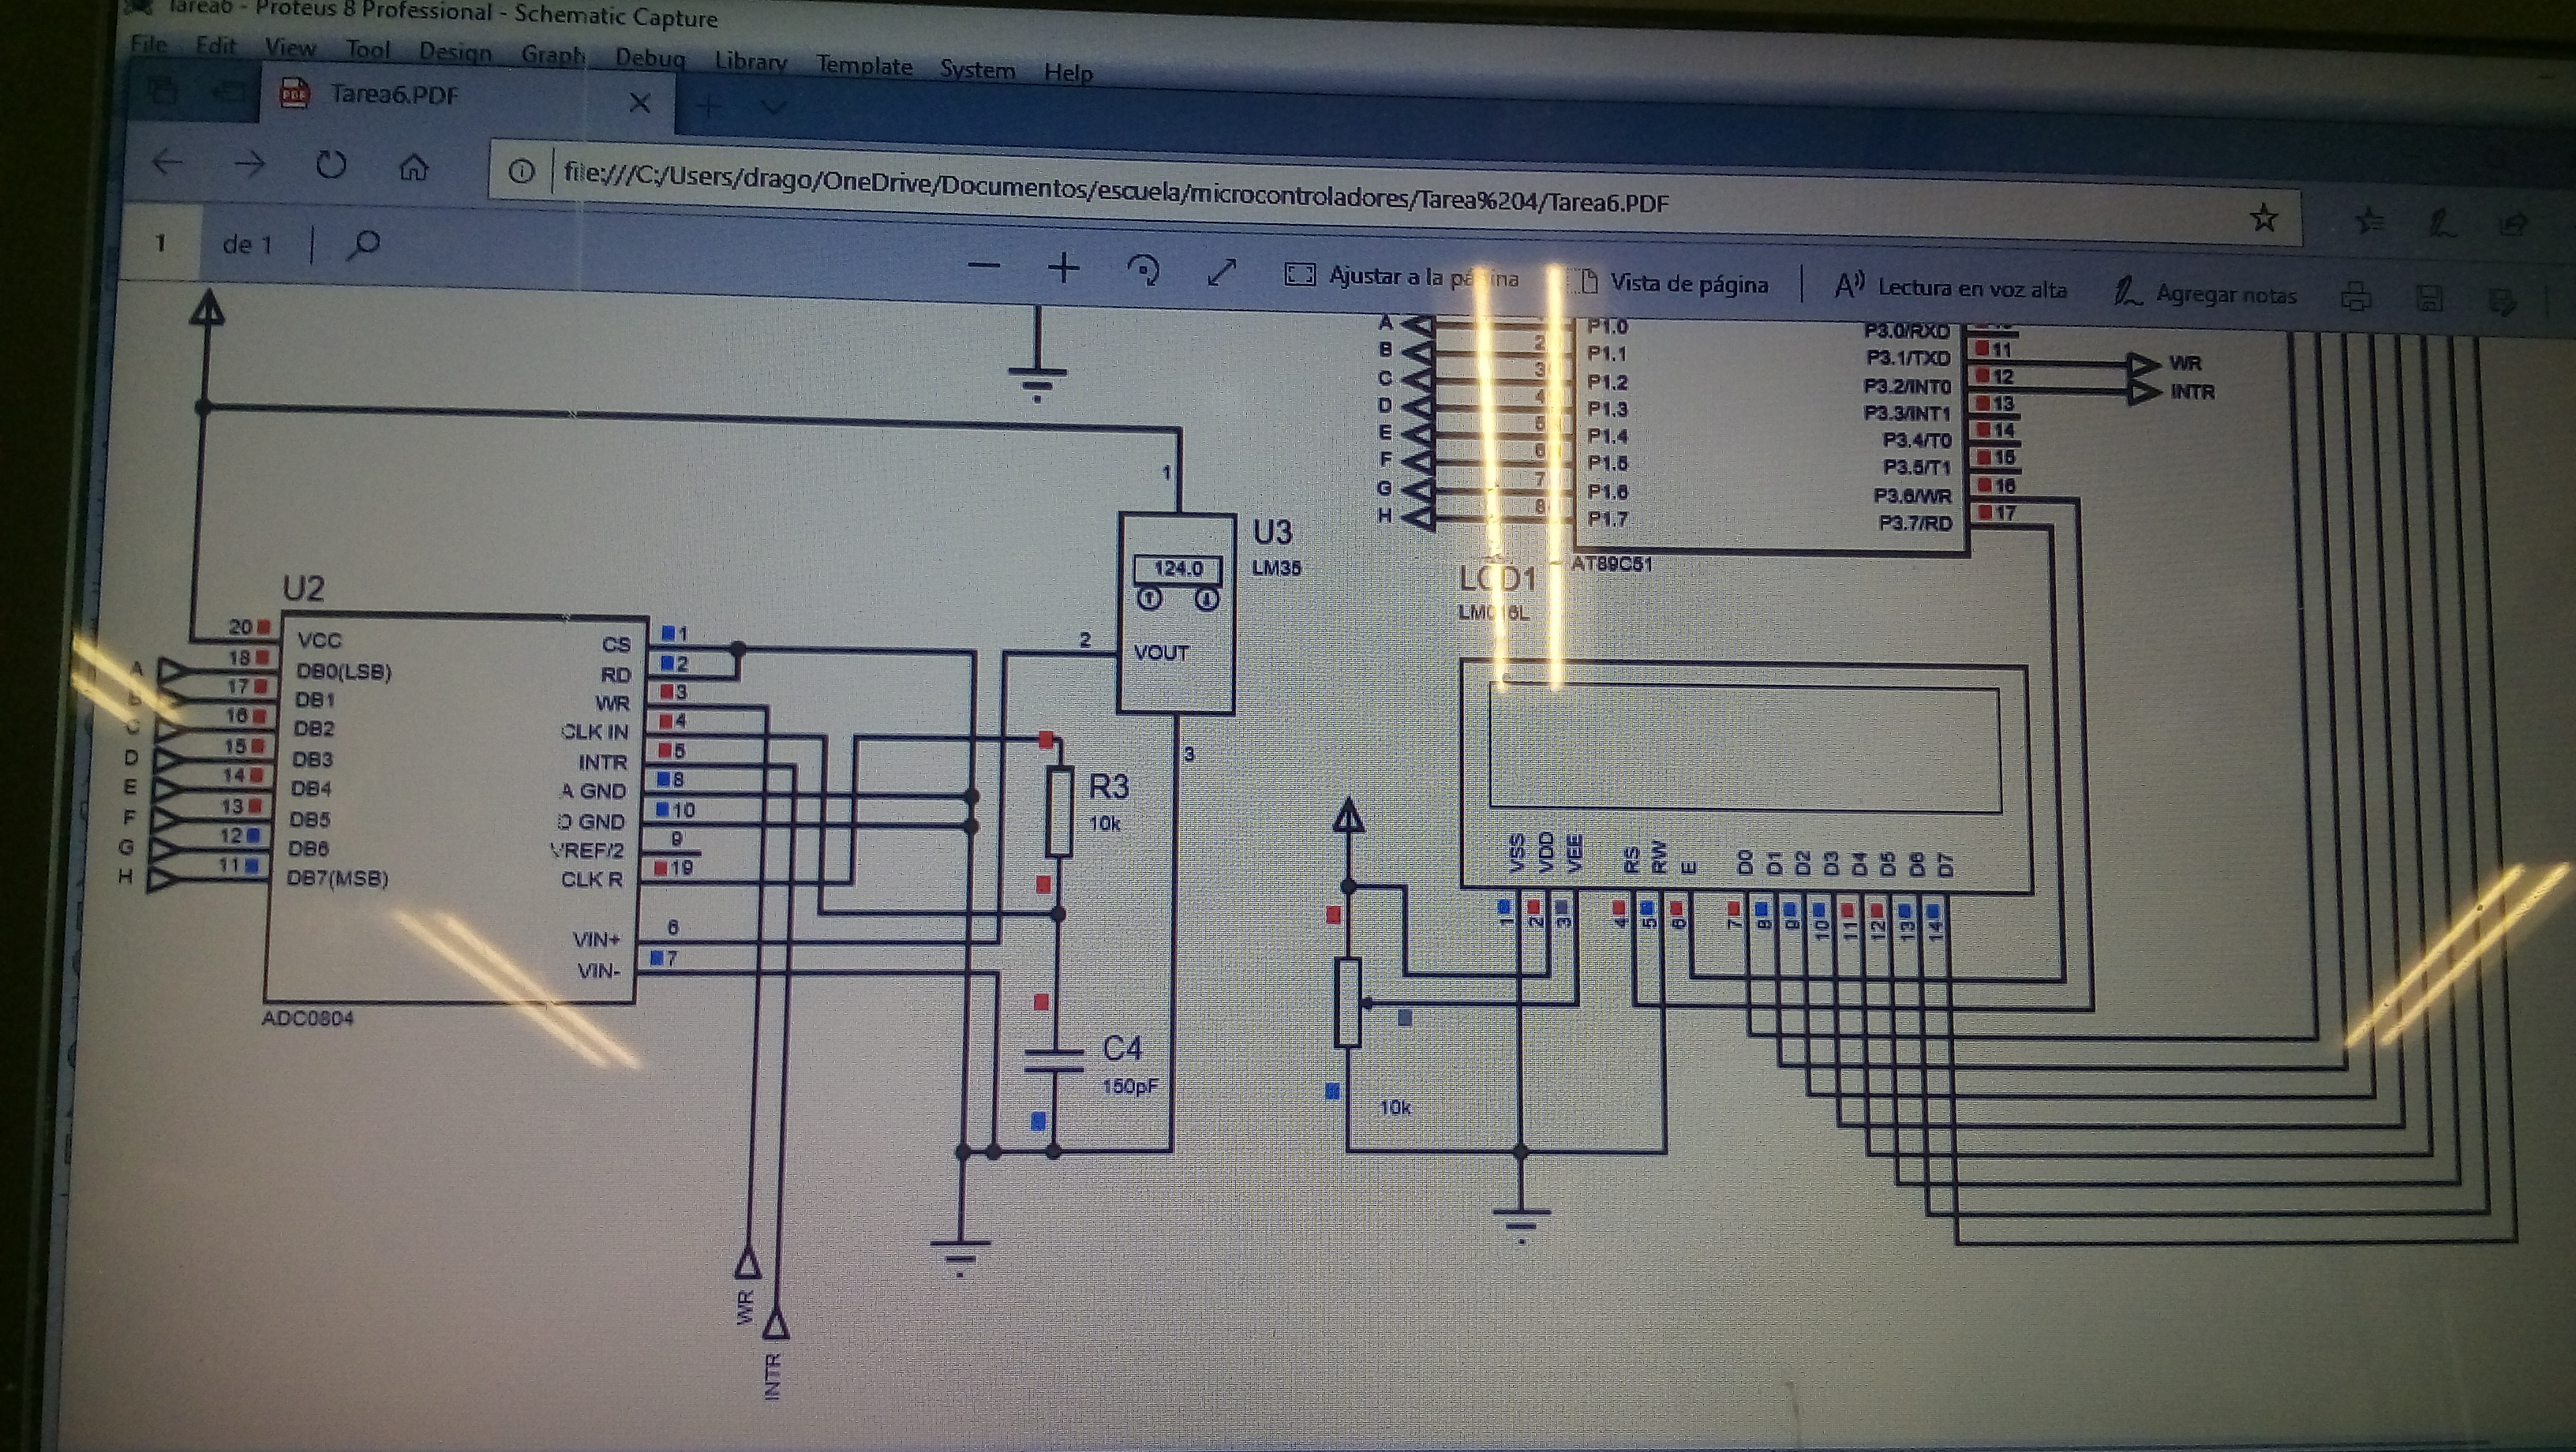 Tarea6 - Proteus 8 Professional - Schematic Capture
File Edit View Tool Design Graph Debug Library Template System Help
PDF Tarea6.PDF
file:///C:/Users/drago/OneDrive/Documentos/escuela/microcontroladores/Tarea%204/Tarea6.PDF
1 de 1
Ajustar a la página
Vista de página
Lectura en voz alta
Agregar notas
A P1.0
B 2 P1.1
C 3 P1.2
D 4 P1.3
E 5 P1.4
F 6 P1.5
G 7 P1.6
H 8 P1.7
P3.0/RXD
P3.1/TXD 11 WR
P3.2/INT0 12 INTR
P3.3/INT1 13
P3.4/T0 14
P3.5/T1 15
P3.6/WR 16
P3.7/RD 17
AT89C51
1
U3
LM35
124.0
2
VOUT
3
U2
20 VCC
A 18 DB0(LSB)
B 17 DB1
C 16 DB2
D 15 DB3
E 14 DB4
F 13 DB5
G 12 DB6
H 11 DB7(MSB)
CS 1
RD 2
WR 3
CLK IN 4
INTR 5
A GND 8
D GND 10
VREF/2 9
CLK R 19
VIN+ 6
VIN- 7
ADC0804
R3
10k
C4
150pF
WR
INTR
LCD1
LM016L
VSS VDD VEE RS RW E D0 D1 D2 D3 D4 D5 D6 D7
1 2 3 4 5 6 7 8 9 10 11 12 13 14
10k